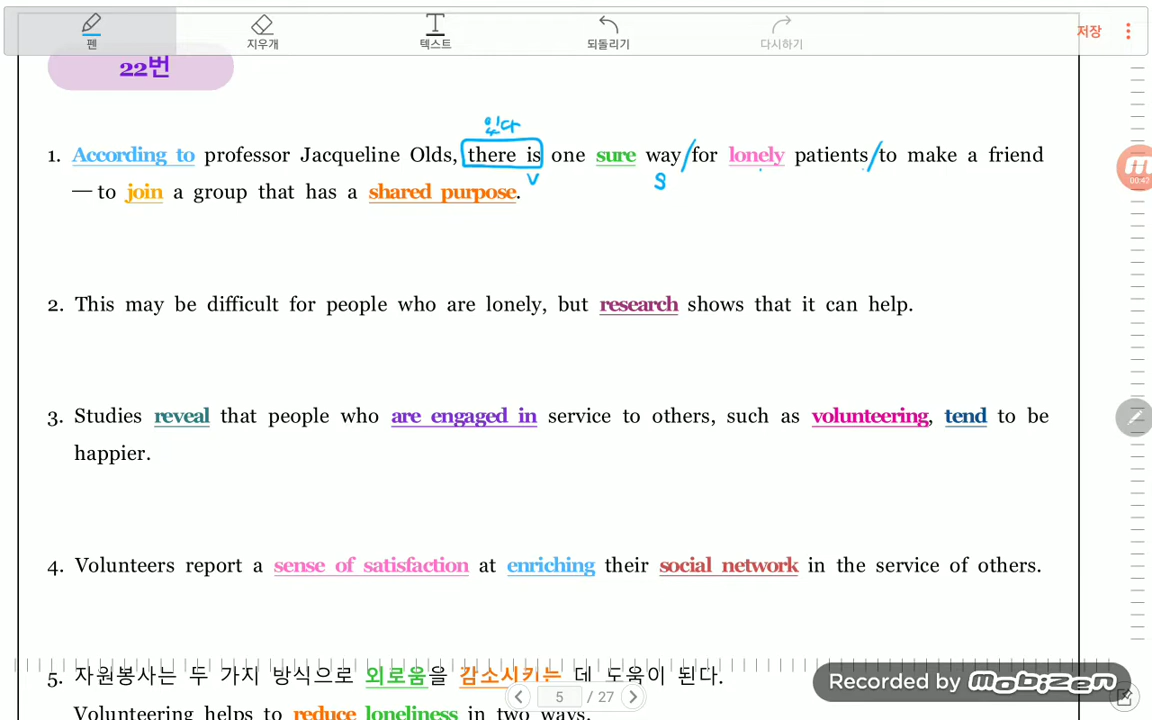 펜
지우개
텍스트
되돌리기
다시하기
저장
22번
있다
1. According to professor Jacqueline Olds, there is one sure way/for lonely patients/to make a friend
V
S
— to join a group that has a shared purpose.
00:42
2. This may be difficult for people who are lonely, but research shows that it can help.
3. Studies reveal that people who are engaged in service to others, such as volunteering, tend to be
happier.
4. Volunteers report a sense of satisfaction at enriching their social network in the service of others.
5. 자원봉사는 두 가지 방식으로 외로움을 감소시키는 데 도움이 된다.
5 / 27
Recorded by mobizen
Volunteering helps to reduce loneliness in two ways.